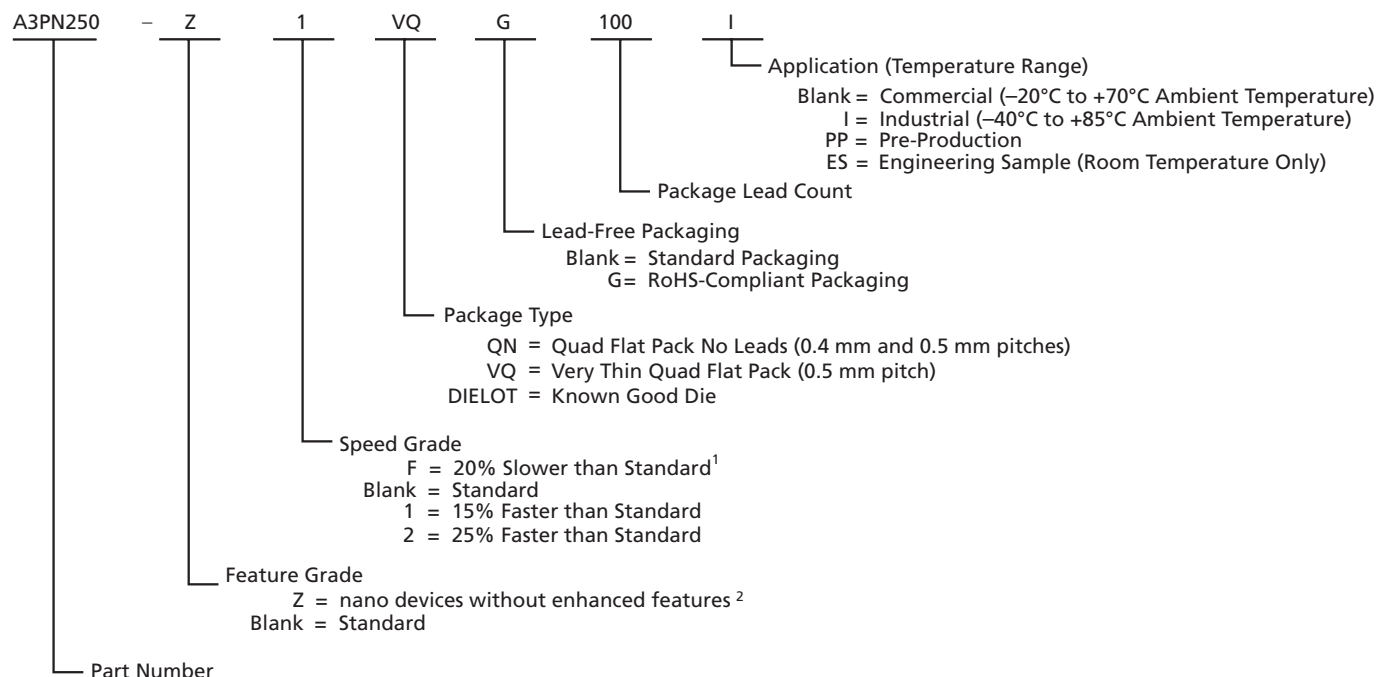 A3PN250 – Z 1 VQ G 100 I
Application (Temperature Range)
Blank = Commercial (–20°C to +70°C Ambient Temperature)
I = Industrial (–40°C to +85°C Ambient Temperature)
PP = Pre-Production
ES = Engineering Sample (Room Temperature Only)
Package Lead Count
Lead-Free Packaging
Blank = Standard Packaging
G= RoHS-Compliant Packaging
Package Type
QN = Quad Flat Pack No Leads (0.4 mm and 0.5 mm pitches)
VQ = Very Thin Quad Flat Pack (0.5 mm pitch)
DIELOT = Known Good Die
Speed Grade
F = 20% Slower than Standard1
Blank = Standard
1 = 15% Faster than Standard
2 = 25% Faster than Standard
Feature Grade
Z = nano devices without enhanced features 2
Blank = Standard
Part Number